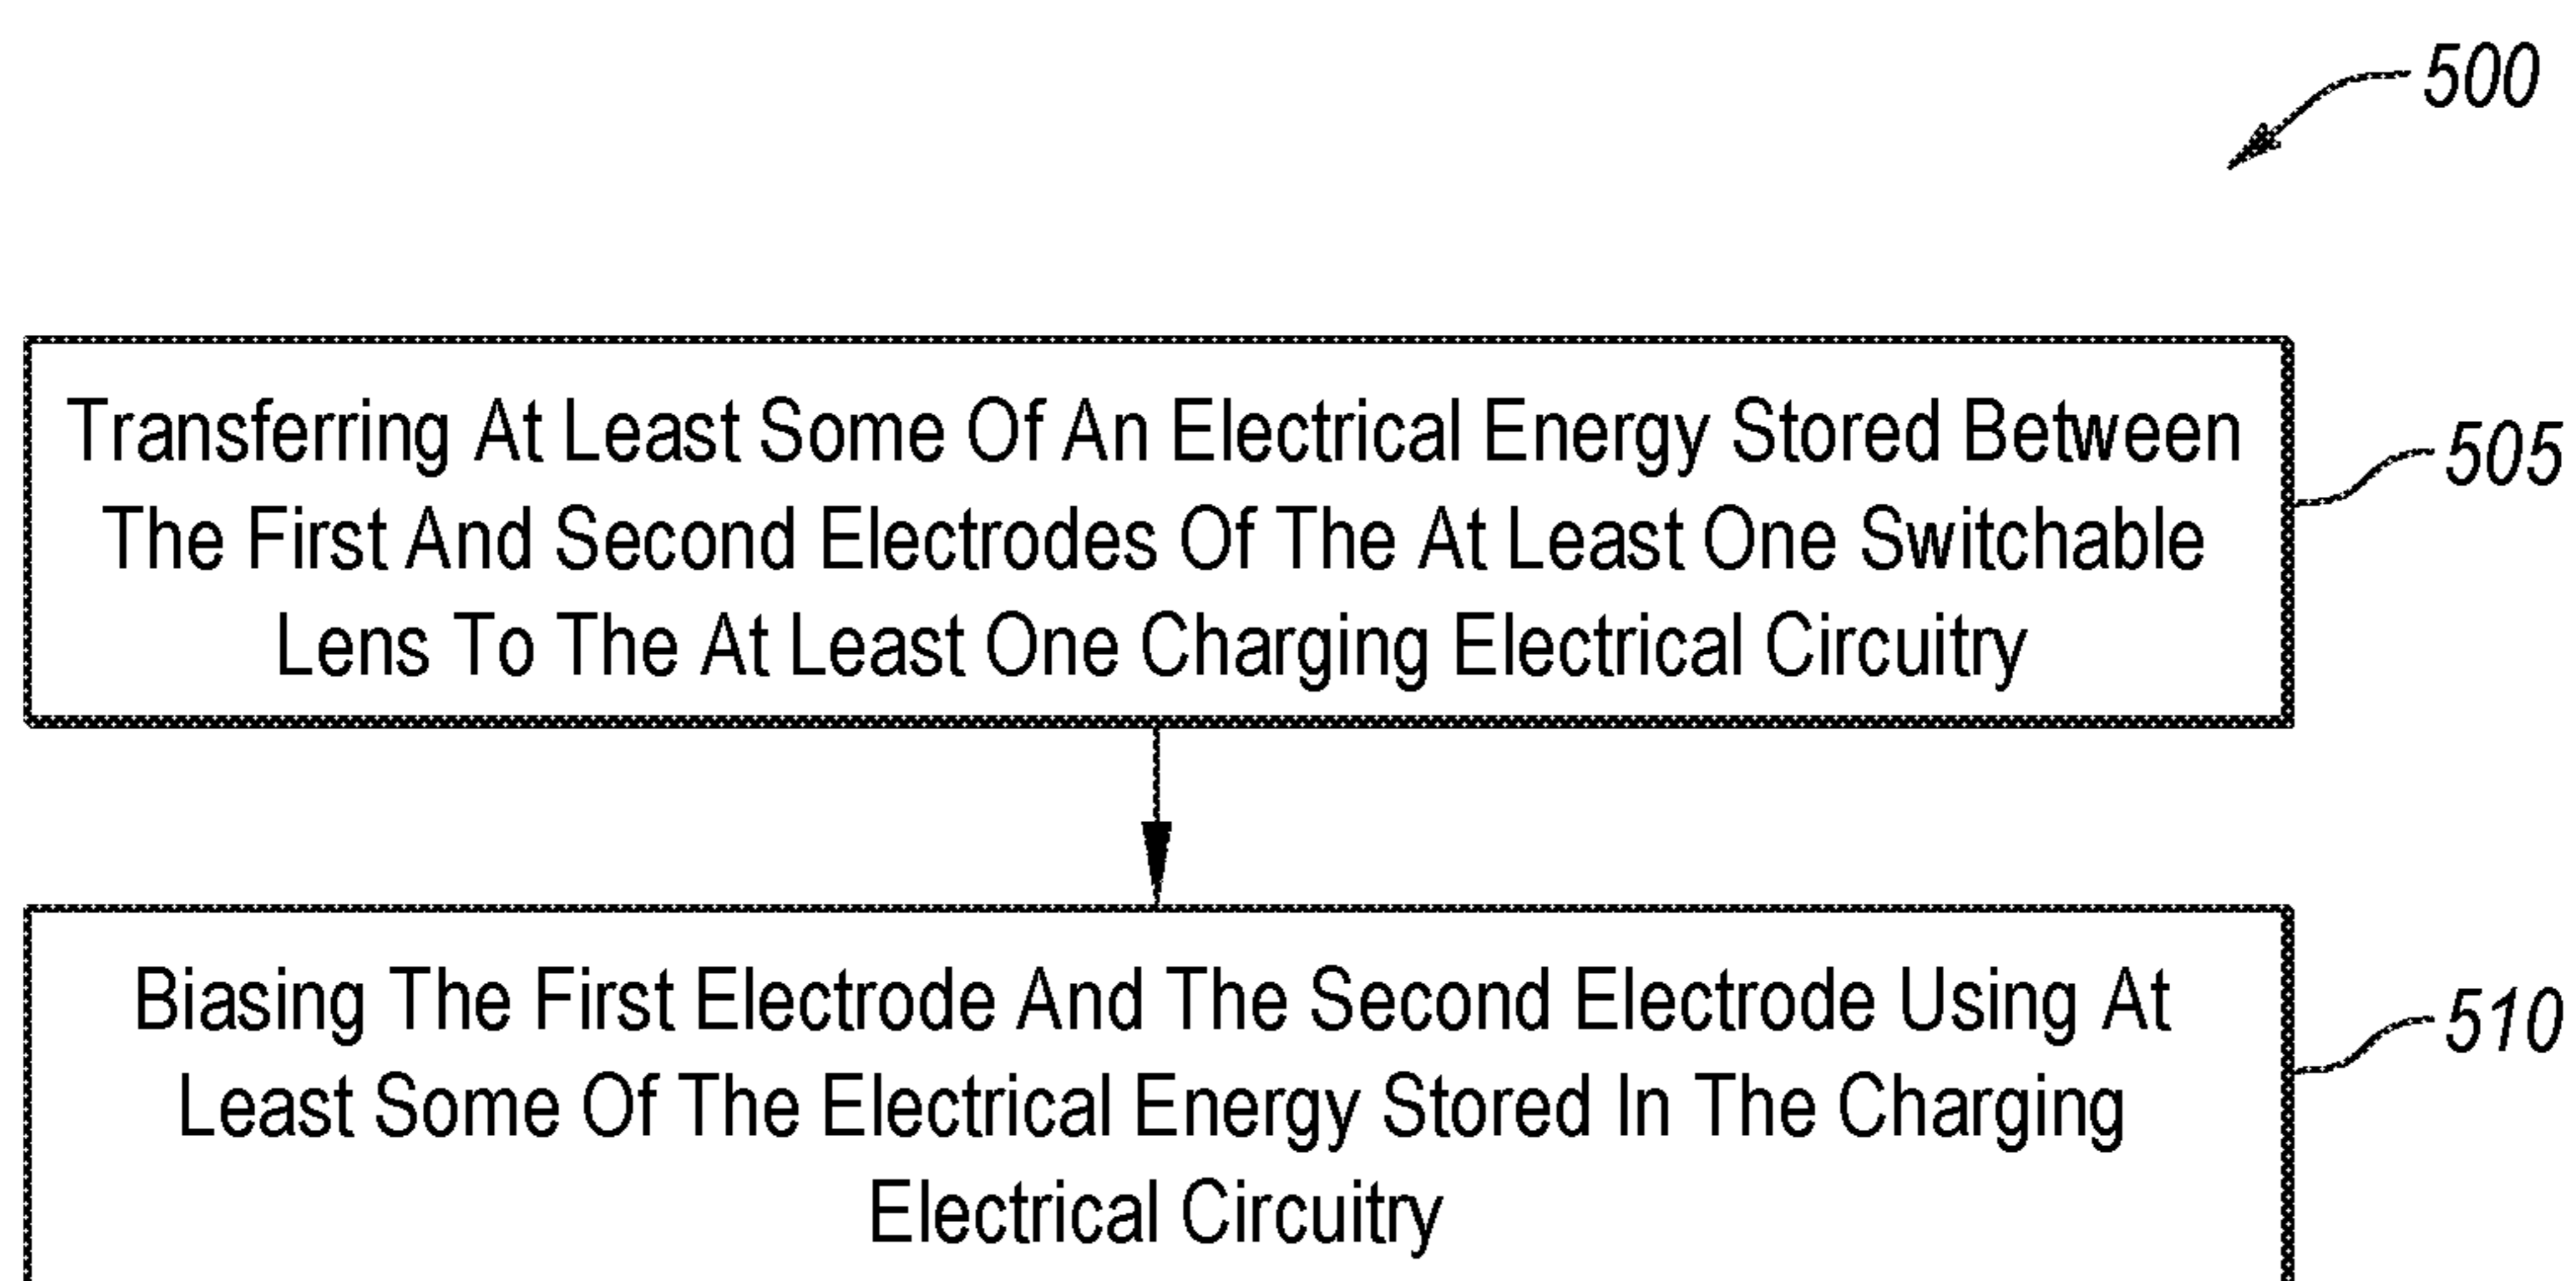 500
Transferring At Least Some Of An Electrical Energy Stored Between
The First And Second Electrodes Of The At Least One Switchable
Lens To The At Least One Charging Electrical Circuitry
505
Biasing The First Electrode And The Second Electrode Using At
Least Some Of The Electrical Energy Stored In The Charging
Electrical Circuitry
510